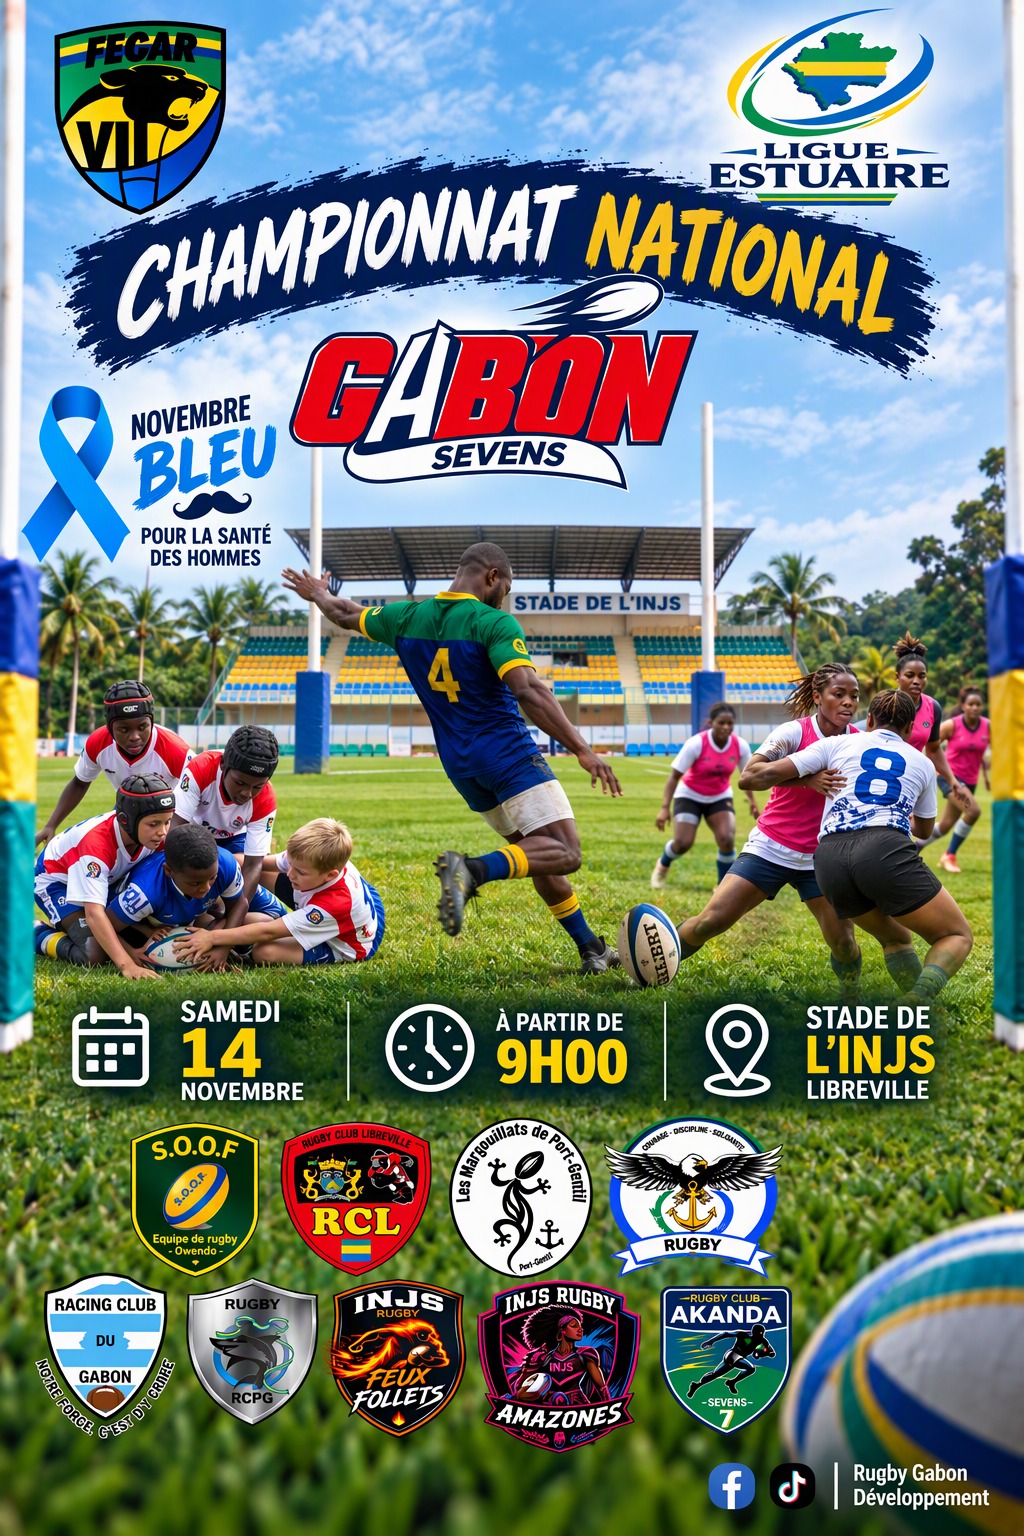 FEGAR
VII
LIGUE
ESTUAIRE
CHAMPIONNAT NATIONAL
GABON
SEVENS
NOVEMBRE
BLEU
POUR LA SANTÉ
DES HOMMES
STADE DE L'INJS
4
8
GILBERT
SAMEDI
14
NOVEMBRE
À PARTIR DE
9H00
STADE DE
L'INJS
LIBREVILLE
S.O.O.F
S.O.O.F
Equipe de rugby
- Owendo -
RUGBY CLUB LIBREVILLE
RCL
Les Margouillats de Port-Gentil
Port-Gentil
COURAGE - DISCIPLINE - SOLIDARITE
RUGBY
RACING CLUB
DU
GABON
NOTRE FORCE, C'EST D'Y CROIRE
RUGBY
RCPG
INJS
RUGBY
FEUX
FOLLETS
INJS RUGBY
INJS
AMAZONES
RUGBY CLUB
AKANDA
-SEVENS-
7
Rugby Gabon
Développement